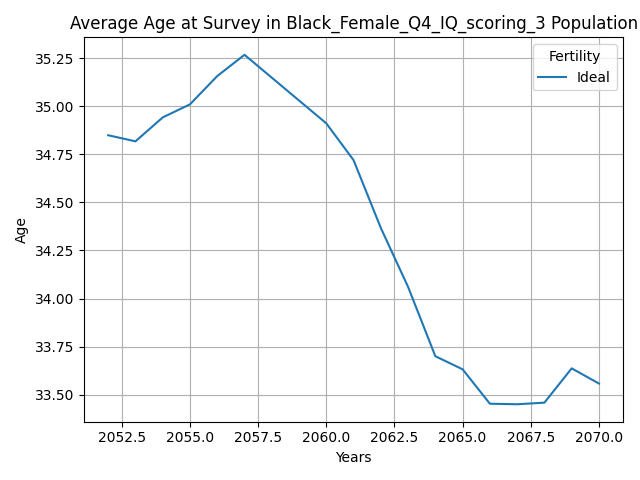 Average Age at Survey in Black_Female_Q4_IQ_scoring_3 Population
Fertility
Ideal
35.25
35.00
34.75
34.50
34.25
34.00
33.75
33.50
Age
2052.5 2055.0 2057.5 2060.0 2062.5 2065.0 2067.5 2070.0
Years